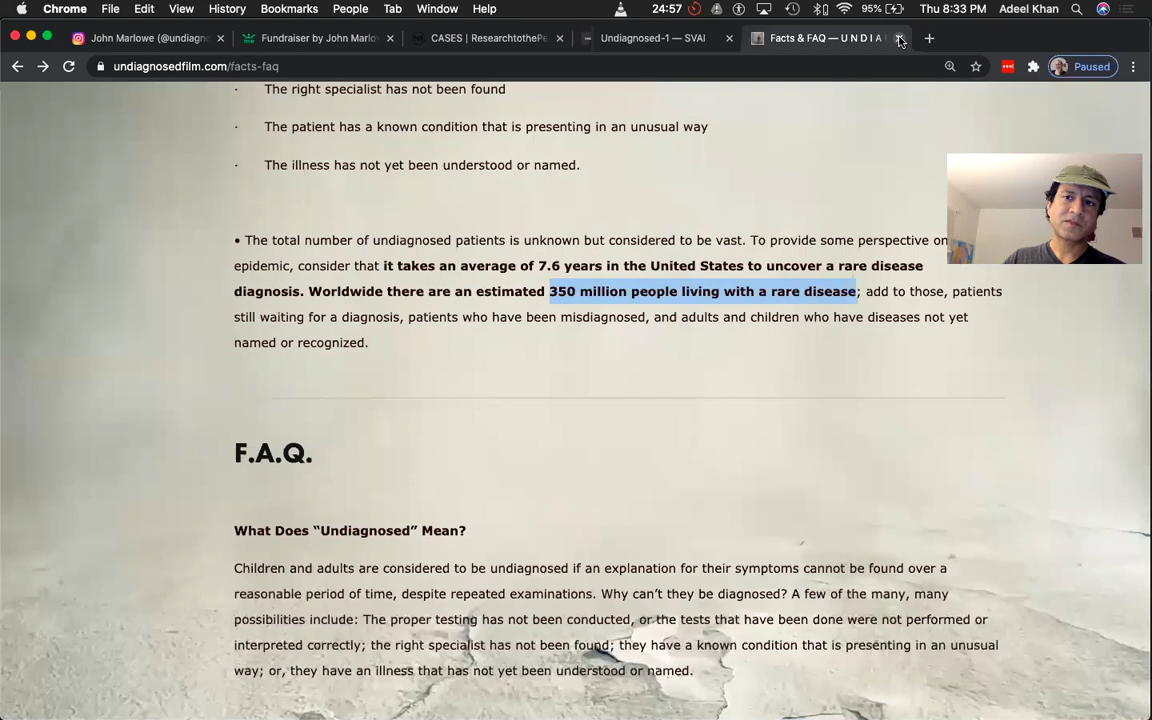 Chrome File Edit View History Bookmarks People Tab Window Help 24:57 95% Thu 8:33 PM Adeel Khan
John Marlowe (@undiagn Fundraiser by John Marlo CASES | ResearchtothePe Undiagnosed-1 — SVAI Facts & FAQ — U N D I A
undiagnosedfilm.com/facts-faq Paused
· The right specialist has not been found
· The patient has a known condition that is presenting in an unusual way
· The illness has not yet been understood or named.
• The total number of undiagnosed patients is unknown but considered to be vast. To provide some perspective on
epidemic, consider that it takes an average of 7.6 years in the United States to uncover a rare disease
diagnosis. Worldwide there are an estimated 350 million people living with a rare disease; add to those, patients
still waiting for a diagnosis, patients who have been misdiagnosed, and adults and children who have diseases not yet
named or recognized.
F.A.Q.
What Does “Undiagnosed” Mean?
Children and adults are considered to be undiagnosed if an explanation for their symptoms cannot be found over a
reasonable period of time, despite repeated examinations. Why can’t they be diagnosed? A few of the many, many
possibilities include: The proper testing has not been conducted, or the tests that have been done were not performed or
interpreted correctly; the right specialist has not been found; they have a known condition that is presenting in an unusual
way; or, they have an illness that has not yet been understood or named.